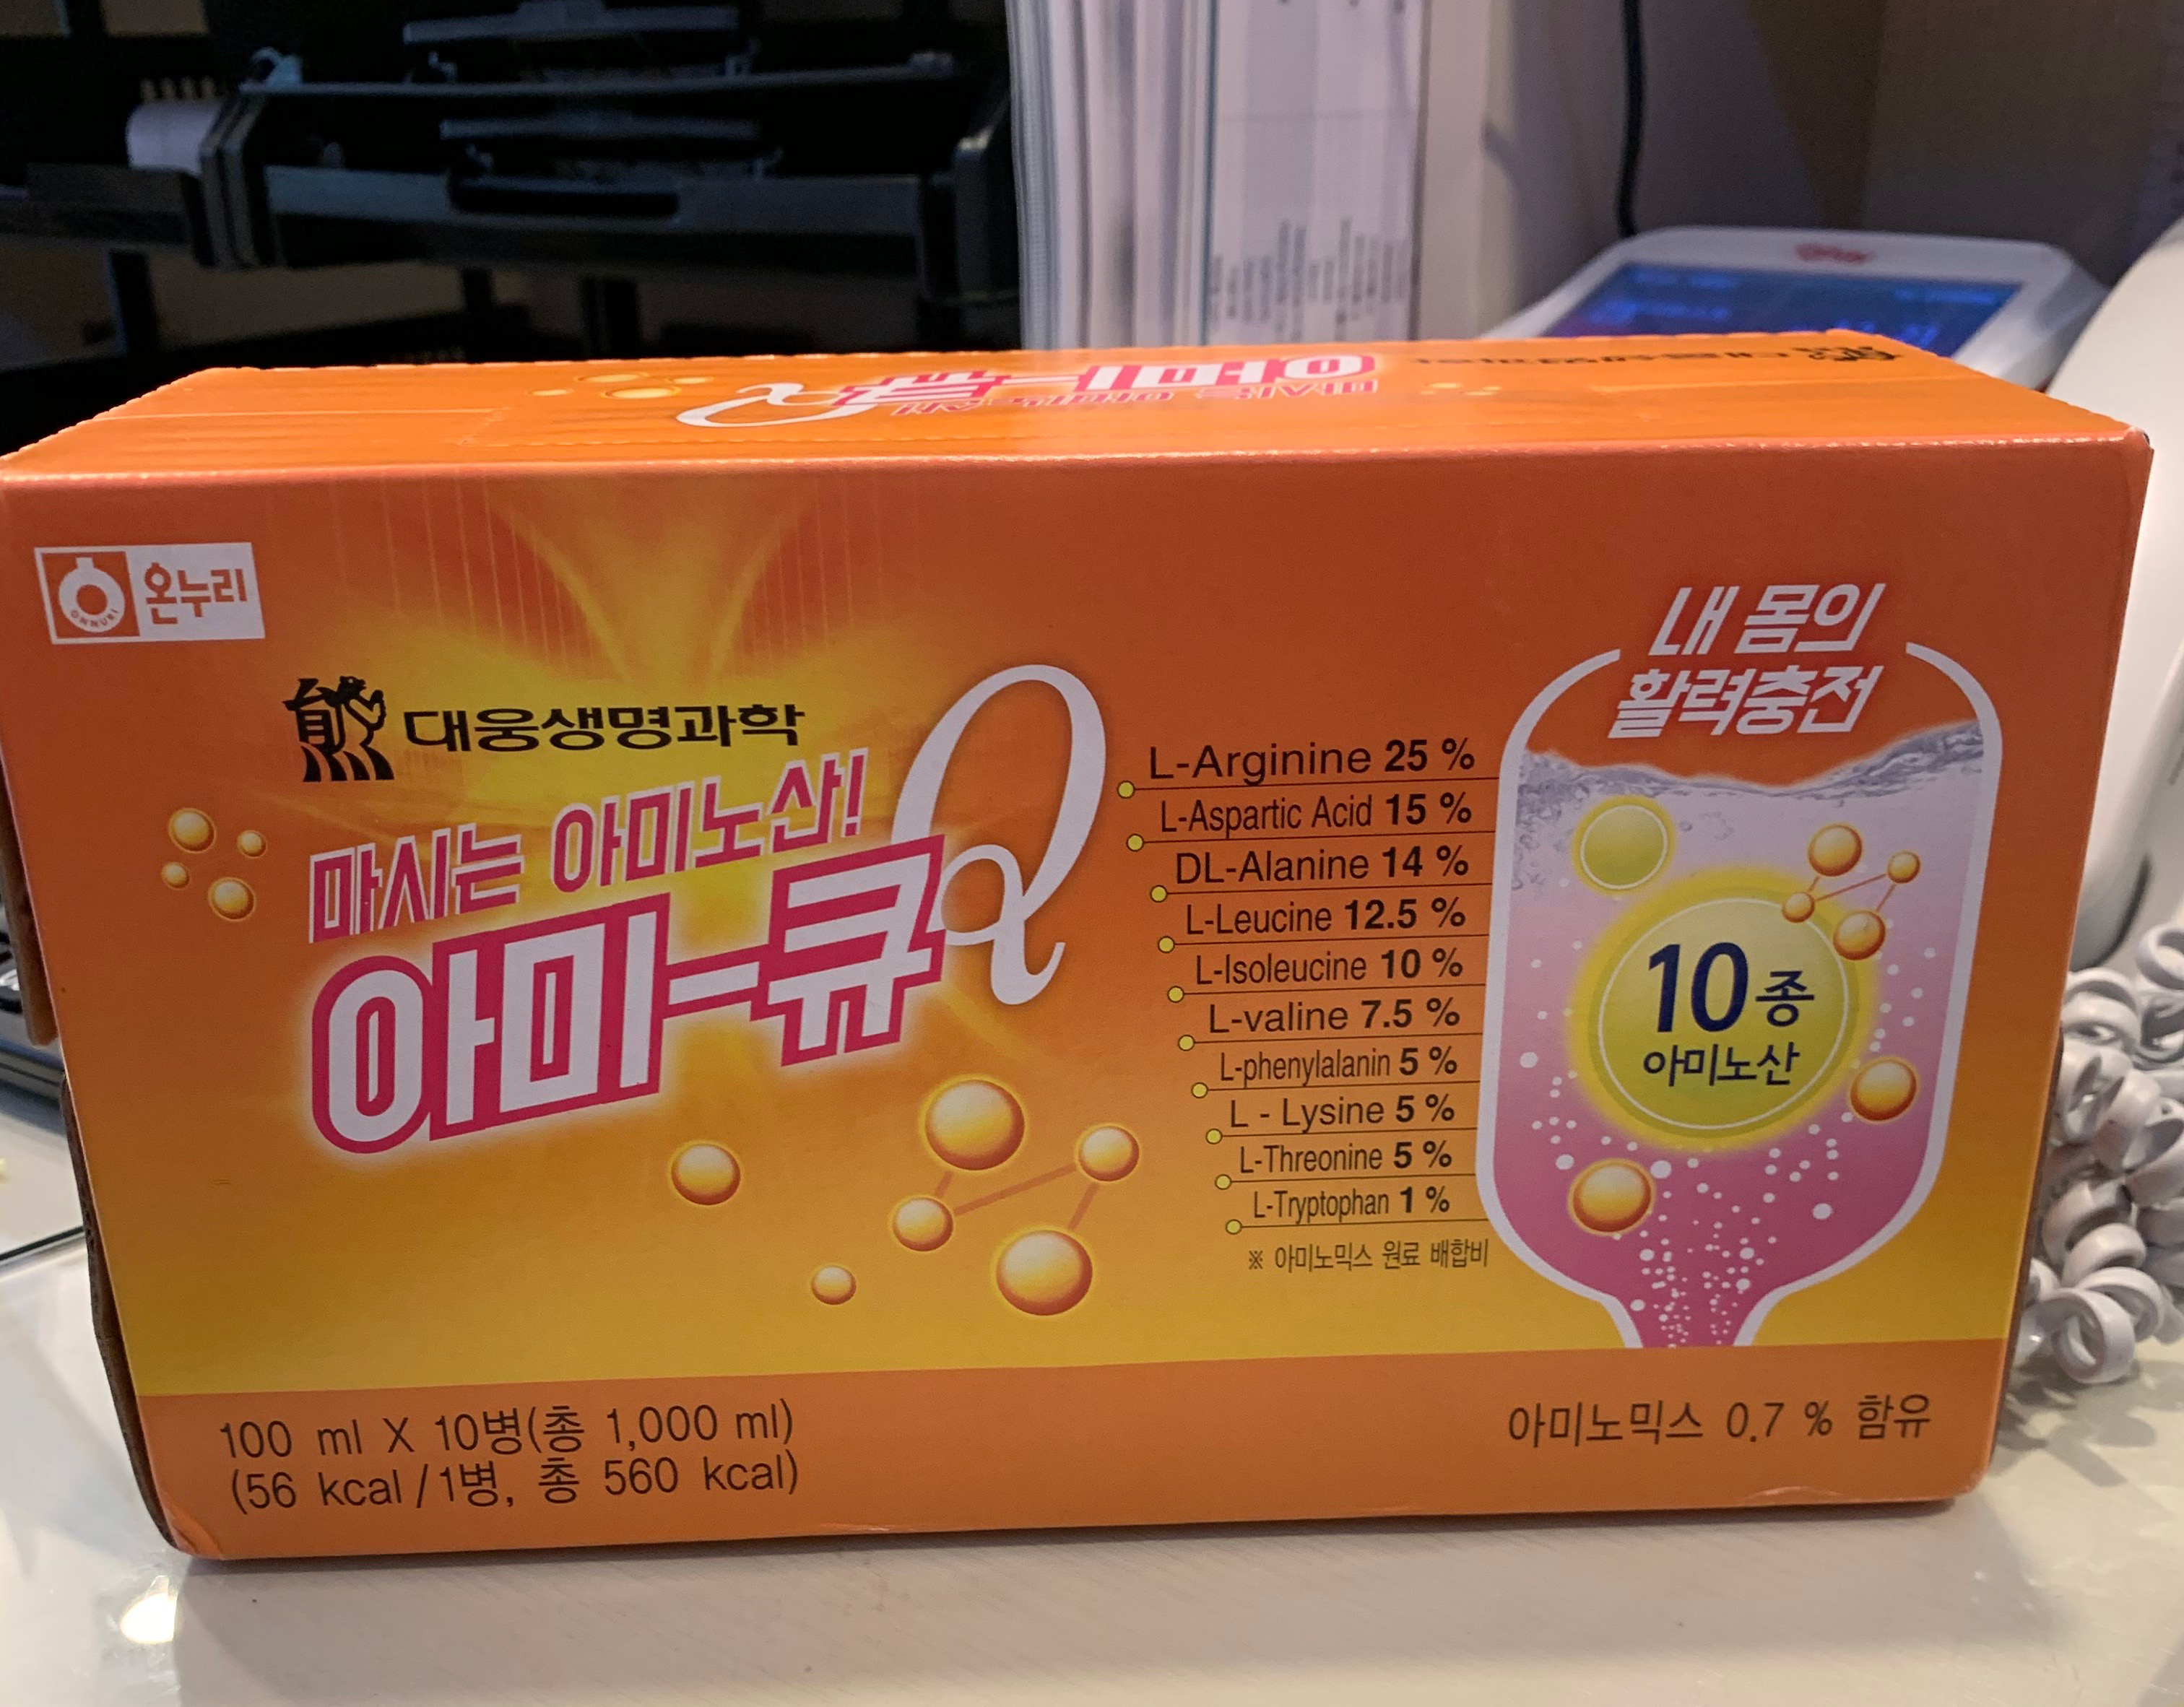 온누리
ONNURI
대웅생명과학
마시는 아미노산!
아미-큐
Q
L-Arginine 25 %
L-Aspartic Acid 15 %
DL-Alanine 14 %
L-Leucine 12.5 %
L-Isoleucine 10 %
L-valine 7.5 %
L-phenylalanin 5 %
L - Lysine 5 %
L-Threonine 5 %
L-Tryptophan 1 %
※ 아미노믹스 원료 배합비
내 몸의
활력충전
10종
아미노산
100 ml X 10병(총 1,000 ml)
(56 kcal/1병, 총 560 kcal)
아미노믹스 0.7 % 함유